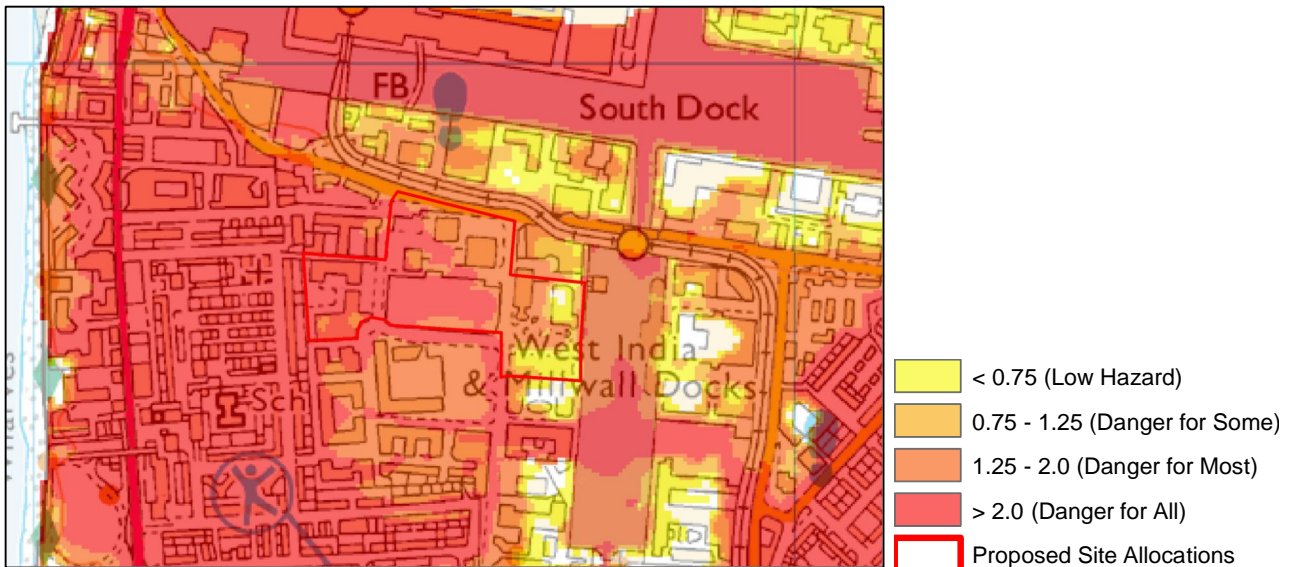 FB
South Dock
West India
& Millwall Docks
Sch
< 0.75 (Low Hazard)
0.75 - 1.25 (Danger for Some)
1.25 - 2.0 (Danger for Most)
> 2.0 (Danger for All)
Proposed Site Allocations